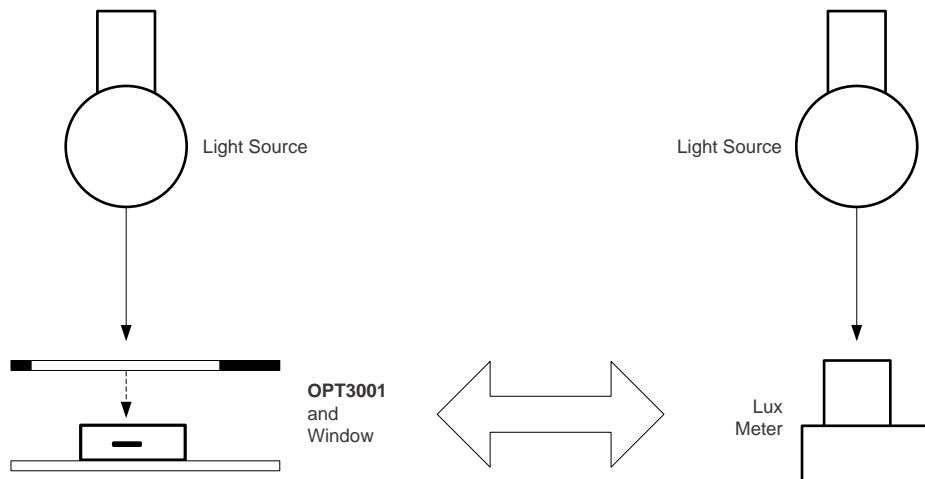 Light Source
Light Source
OPT3001
and
Window
Lux
Meter